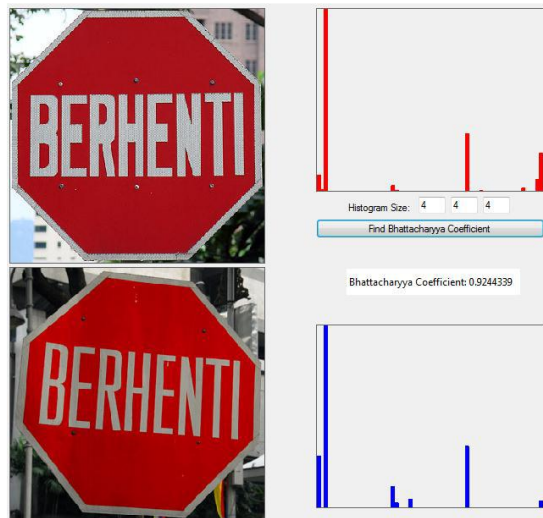 BERHENTI
Histogram Size: 4 4 4
Find Bhattacharyya Coefficient
Bhattacharyya Coefficient: 0.9244339
BERHENTI